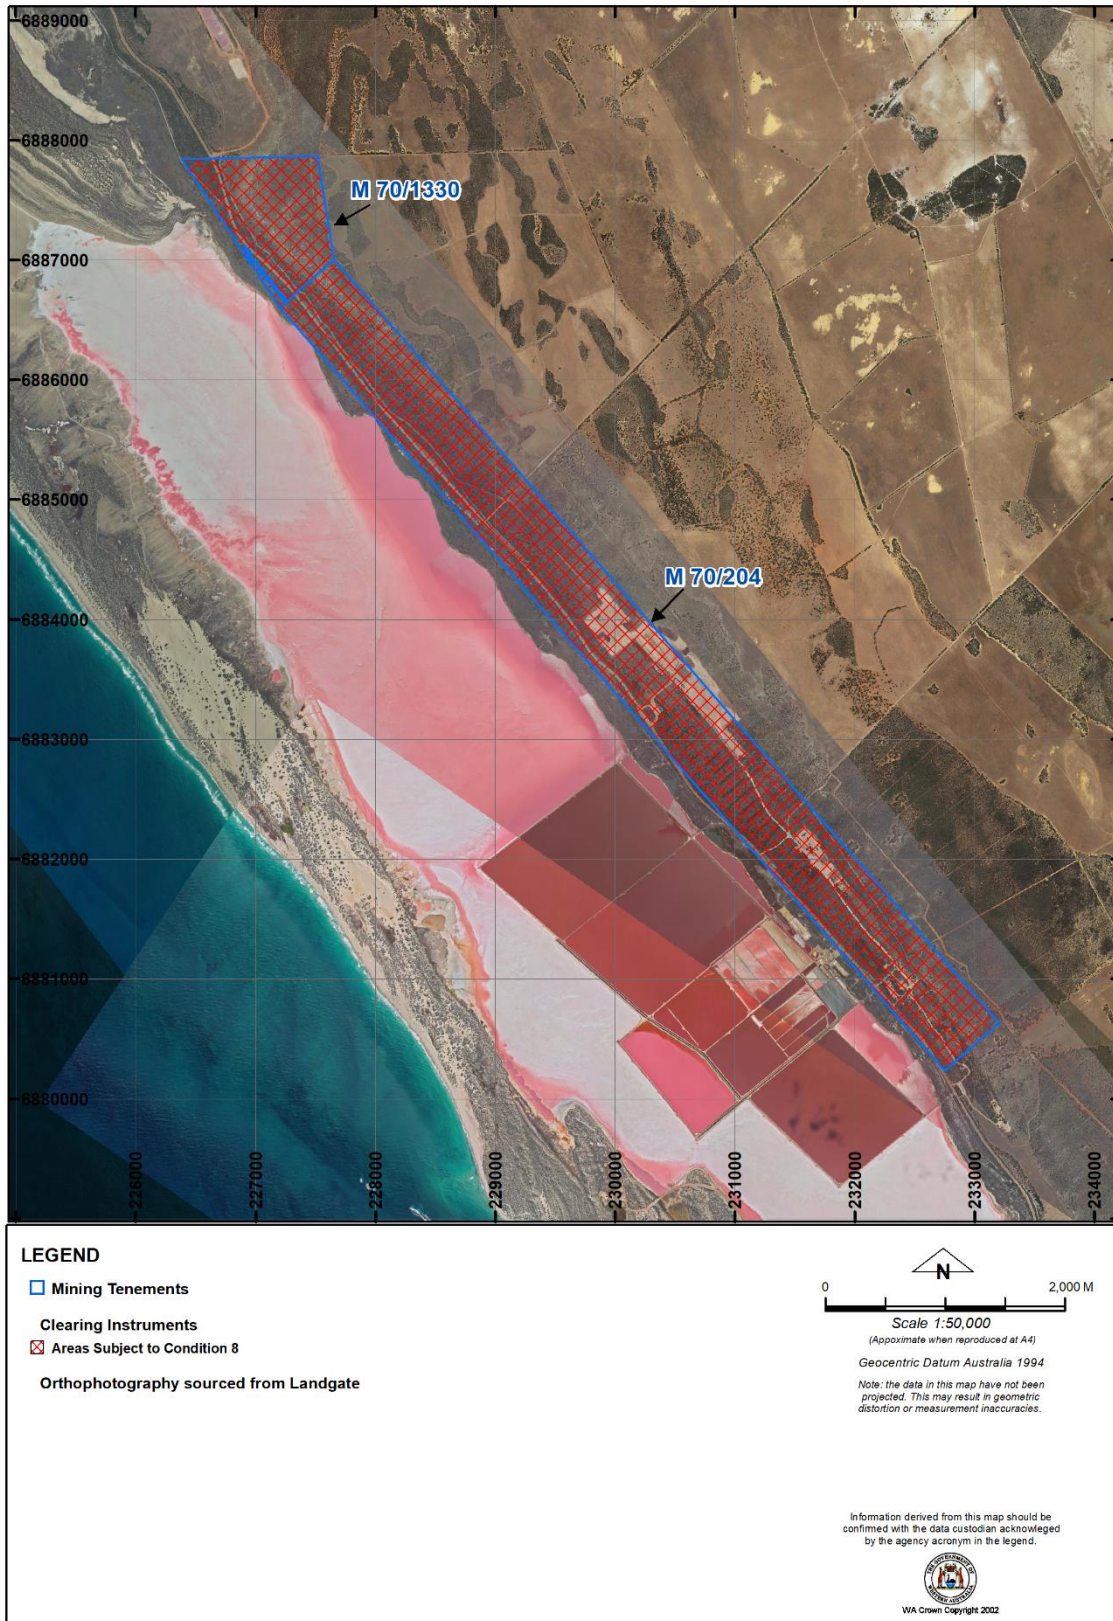 6889000
6888000
M 70/1330
6887000
6886000
6885000
M 70/204
6884000
6883000
6882000
6881000
6880000
226000
227000
228000
229000
230000
231000
232000
233000
234000
LEGEND
Mining Tenements
Clearing Instruments
Areas Subject to Condition 8
Orthophotography sourced from Landgate
N
0 2,000 M
Scale 1:50,000
(Appoximate when reproduced at A4)
Geocentric Datum Australia 1994
Note: the data in this map have not been
projected. This may result in geometric
distortion or measurement inaccuracies.
Information derived from this map should be
confirmed with the data custodian acknowleged
by the agency acronym in the legend.
THE GOVERNMENT OF
WESTERN AUSTRALIA
WA Crown Copyright 2002